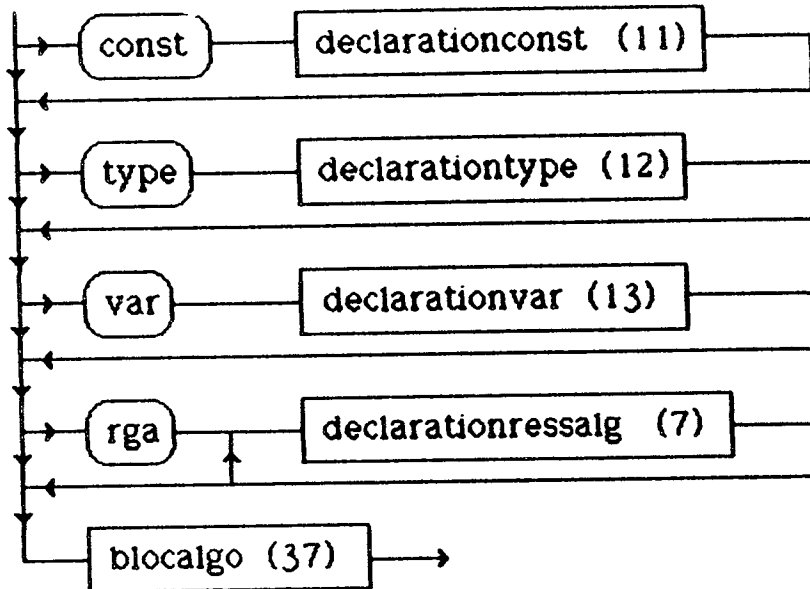 const declarationconst (11)
type declarationtype (12)
var declarationvar (13)
rga declarationressalg (7)
blocalgo (37)